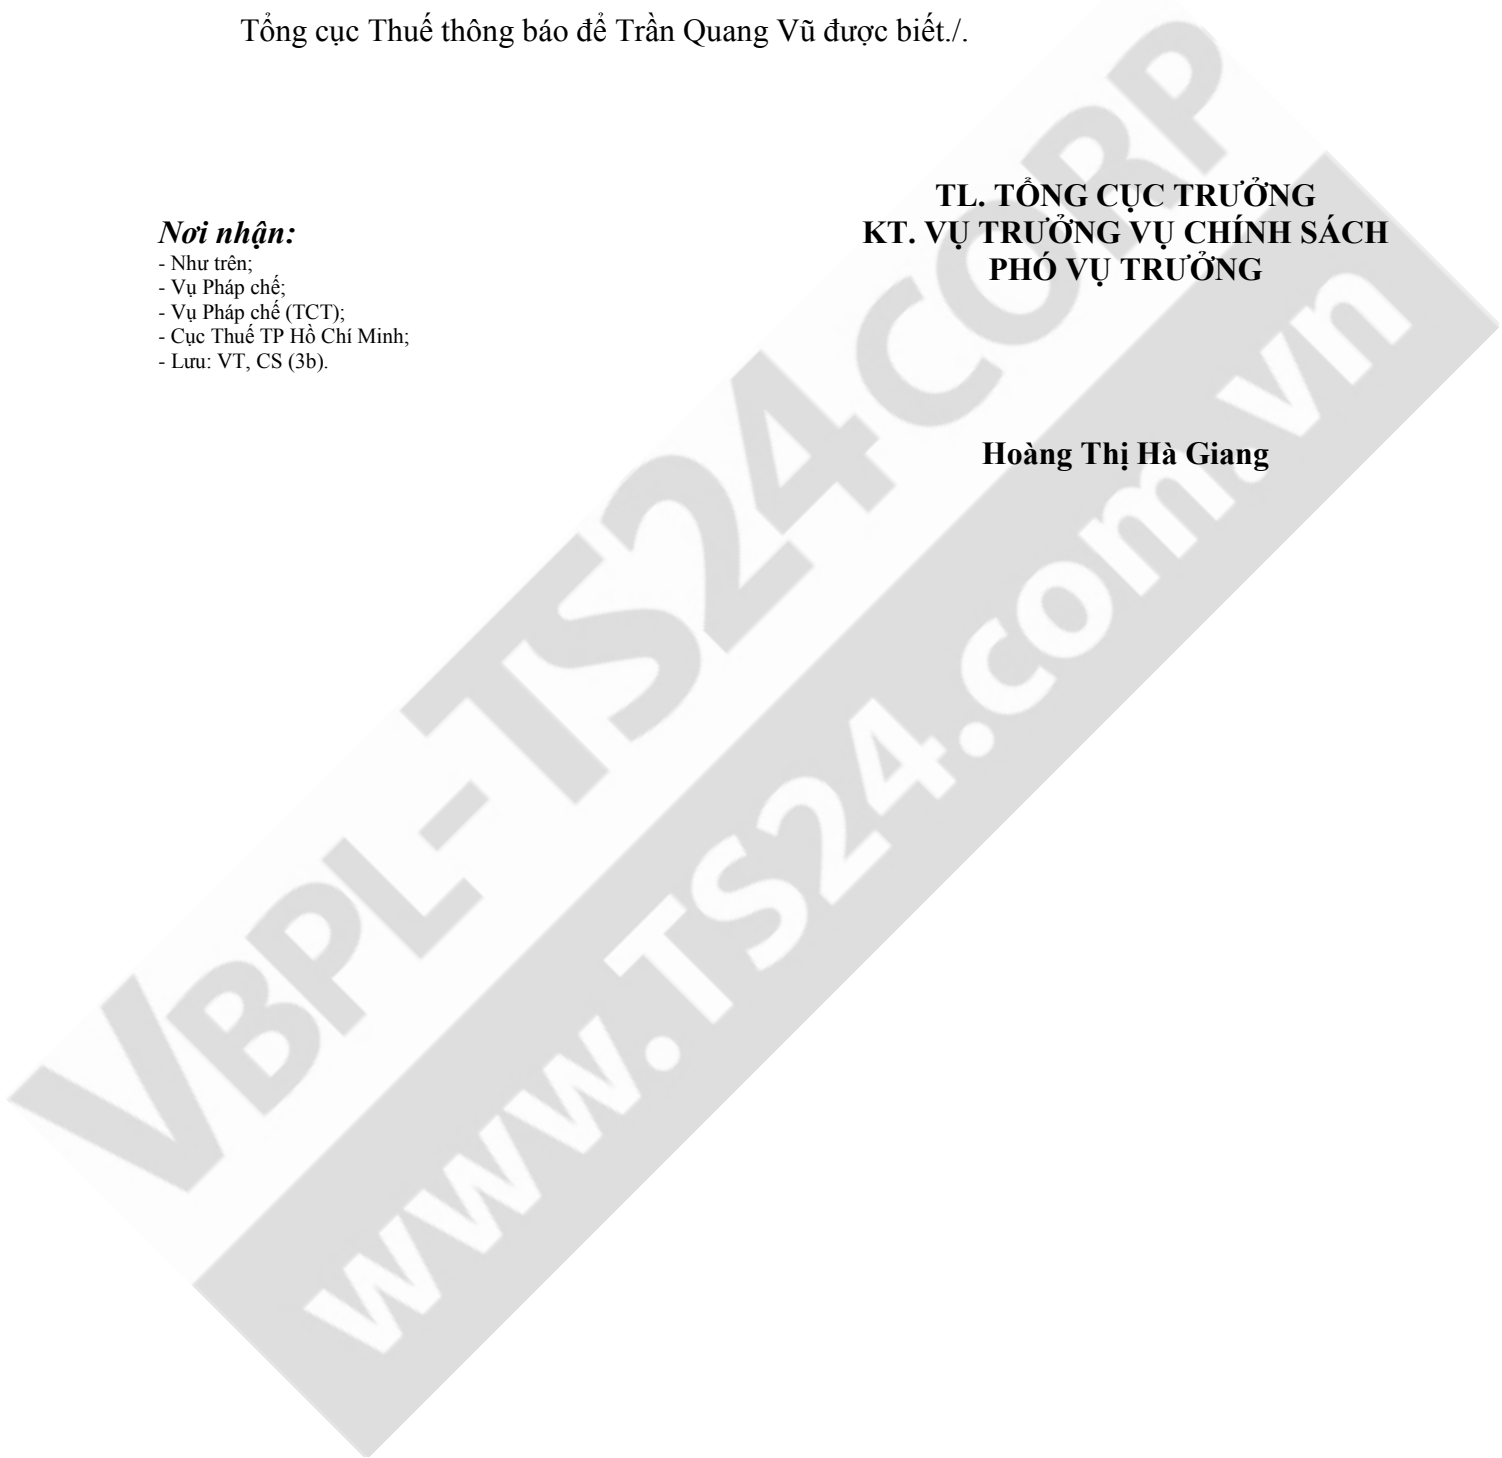 Tổng cục Thuế thông báo để Trần Quang Vũ được biết./.
Nơi nhận:
- Như trên;
- Vụ Pháp chế;
- Vụ Pháp chế (TCT);
- Cục Thuế TP Hồ Chí Minh;
- Lưu: VT, CS (3b).
TL. TỔNG CỤC TRƯỞNG
KT. VỤ TRƯỞNG VỤ CHÍNH SÁCH
PHÓ VỤ TRƯỞNG
Hoàng Thị Hà Giang
VBPL-TS24CORP
www.TS24.com.vn